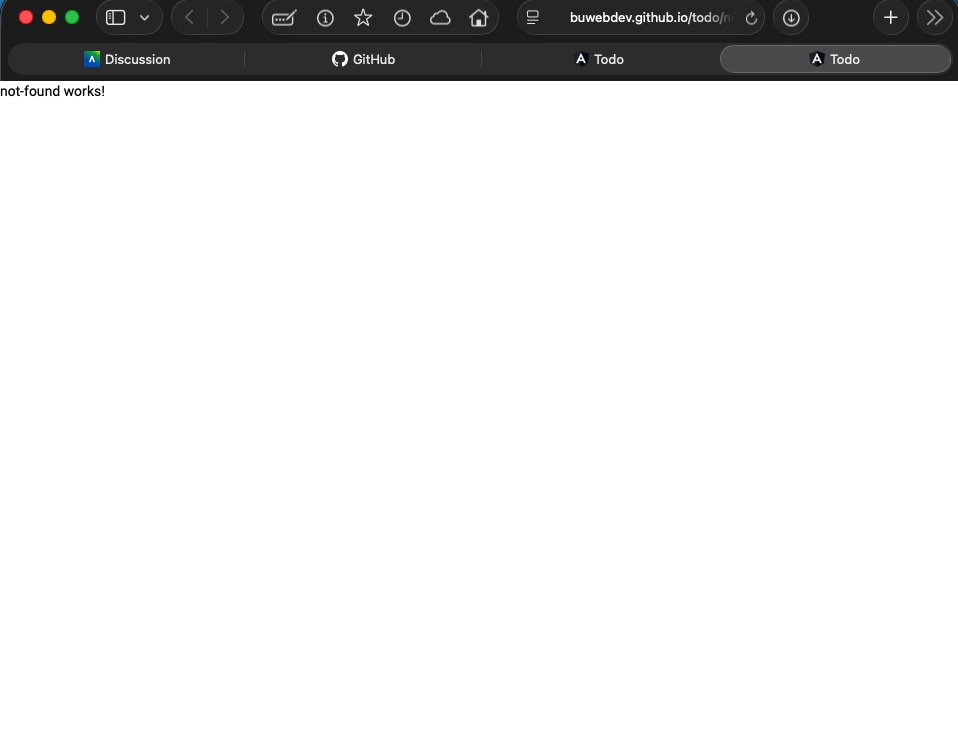 buwebdev.github.io/todo/n
Discussion
GitHub
Todo
Todo
not-found works!